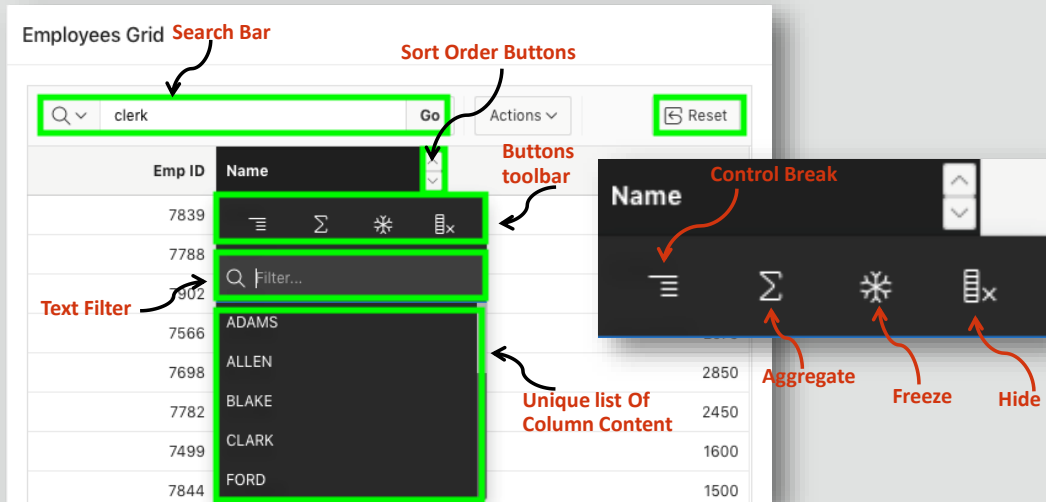 Employees Grid
Search Bar
Sort Order Buttons
clerk
Go
Actions
Reset
Emp ID
Name
Buttons
toolbar
7839
7788
7902
7566
7698
7782
7499
7844
Filter...
Text Filter
ADAMS
ALLEN
BLAKE
CLARK
FORD
2850
2450
1600
1500
Unique list Of
Column Content
Name
Control Break
Aggregate
Freeze
Hide